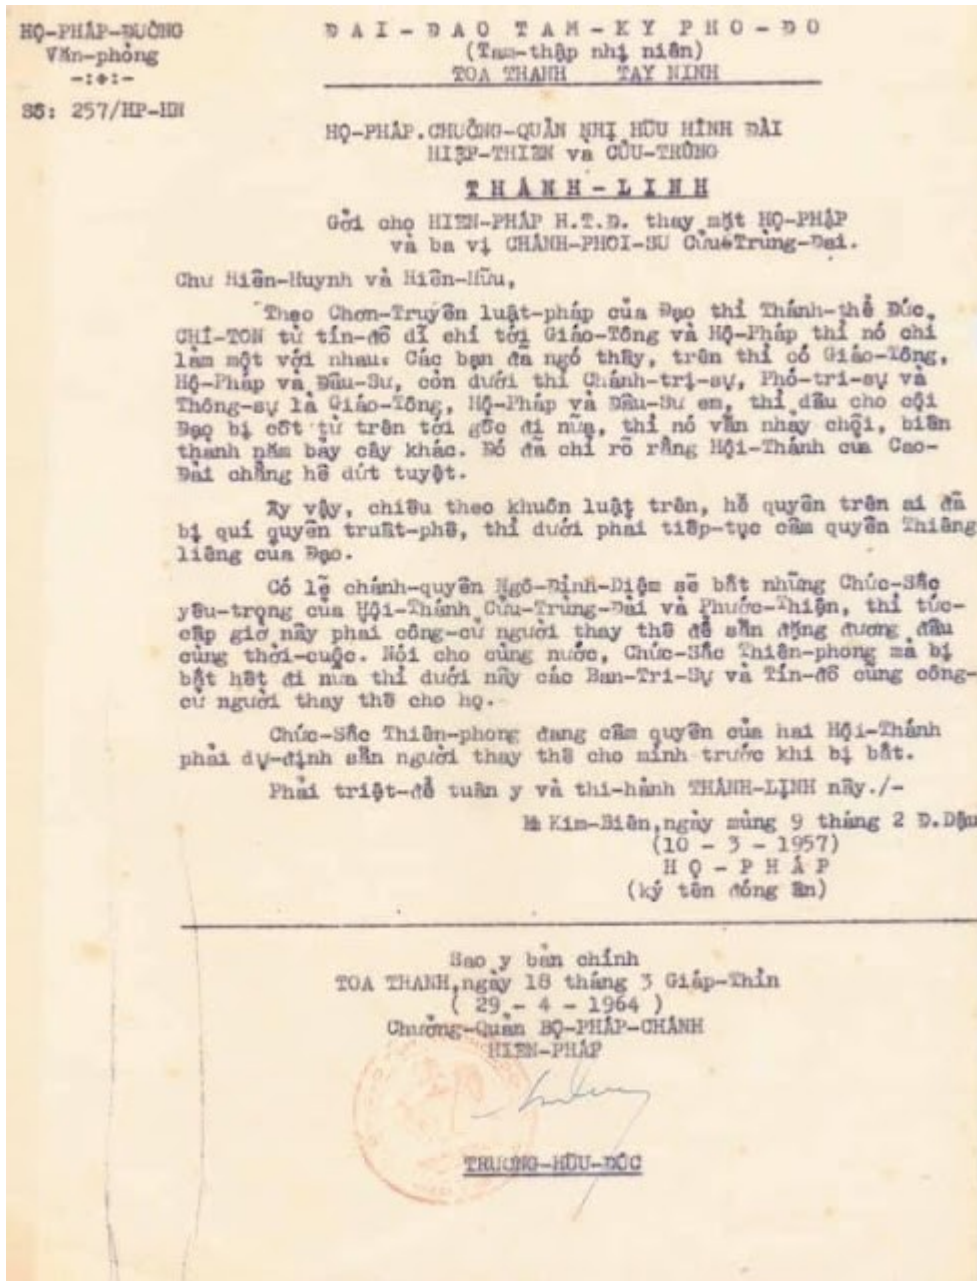 HỘ-PHÁP-ĐƯỜNG
Văn-phòng
-:+:-
Số: 257/HP-HN
ĐẠI-ĐẠO TAM-KỲ PHỔ-ĐỘ
(Tam-thập nhị niên)
TÒA THÁNH TÂY NINH
HỘ-PHÁP.CHƯỞNG-QUẢN NHỊ HỮU HÌNH ĐÀI
HIỆP-THIÊN và CỬU-TRÙNG
THÁNH-LỊNH
Gởi cho HIẾN-PHÁP H.T.Đ. thay mặt HỘ-PHÁP
và ba vị CHÁNH-PHỐI-SƯ Cửu-Trùng-Đài.
Chư Hiền-Huynh và Hiền-Hữu,
Theo Chơn-Truyền luật-pháp của Đạo thì Thánh-thể Đức
CHÍ-TÔN từ tín-đồ dĩ chí tới Giáo-Tông và Hộ-Pháp thì nó chỉ
làm một với nhau: Các bạn đã ngó thấy, trên thì có Giáo-Tông,
Hộ-Pháp và Đầu-Sư, còn dưới thì Chánh-trị-sự, Phó-trị-sự và
Thông-sự là Giáo-Tông, Hộ-Pháp và Đầu-Sư em, thì dầu cho cội
Đạo bị cốt từ trên tới gốc đi nữa, thì nó vẫn nhảy chồi, biến
thành năm bảy cây khác. Đó đã chỉ rõ rằng Hội-Thánh của Cao-
Đài chẳng hề dứt tuyệt.
Ấy vậy, chiếu theo khuôn luật trên, hễ quyền trên ai đã
bị quí quyền truất-phế, thì dưới phải tiếp-tục cầm quyền Thiêng
liêng của Đạo.
Có lẽ chánh-quyền Ngô-Đình-Diệm sẽ bắt những Chức-Sắc
yếu-trọng của Hội-Thánh Cửu-Trùng-Đài và Phước-Thiện, thì tức-
cấp giờ nầy phải công-cử người thay thế để sẵn đặng đương đầu
cùng thời-cuộc. Nói cho cùng nước, Chức-Sắc Thiên-phong mà bị
bắt hết đi nữa thì dưới nầy các Ban-Trị-Sự và Tín-đồ cũng công-
cử người thay thế cho họ.
Chức-Sắc Thiên-phong đang cầm quyền của hai Hội-Thánh
phải dự-định sẵn người thay thế cho mình trước khi bị bắt.
Phải triệt-để tuân y và thi-hành THÁNH-LỊNH nầy./-
Kim-Biên,ngày mùng 9 tháng 2 Đ.Dậu
(10 - 3 - 1957)
HỘ-PHÁP
(ký tên đóng ấn)
Sao y bản chính
TÒA THÁNH,ngày 18 tháng 3 Giáp-Thìn
( 29 - 4 - 1964 )
Chưởng-Quản BỘ-PHÁP-CHÁNH
HIẾN-PHÁP
TRƯƠNG-HỮU-ĐỨC